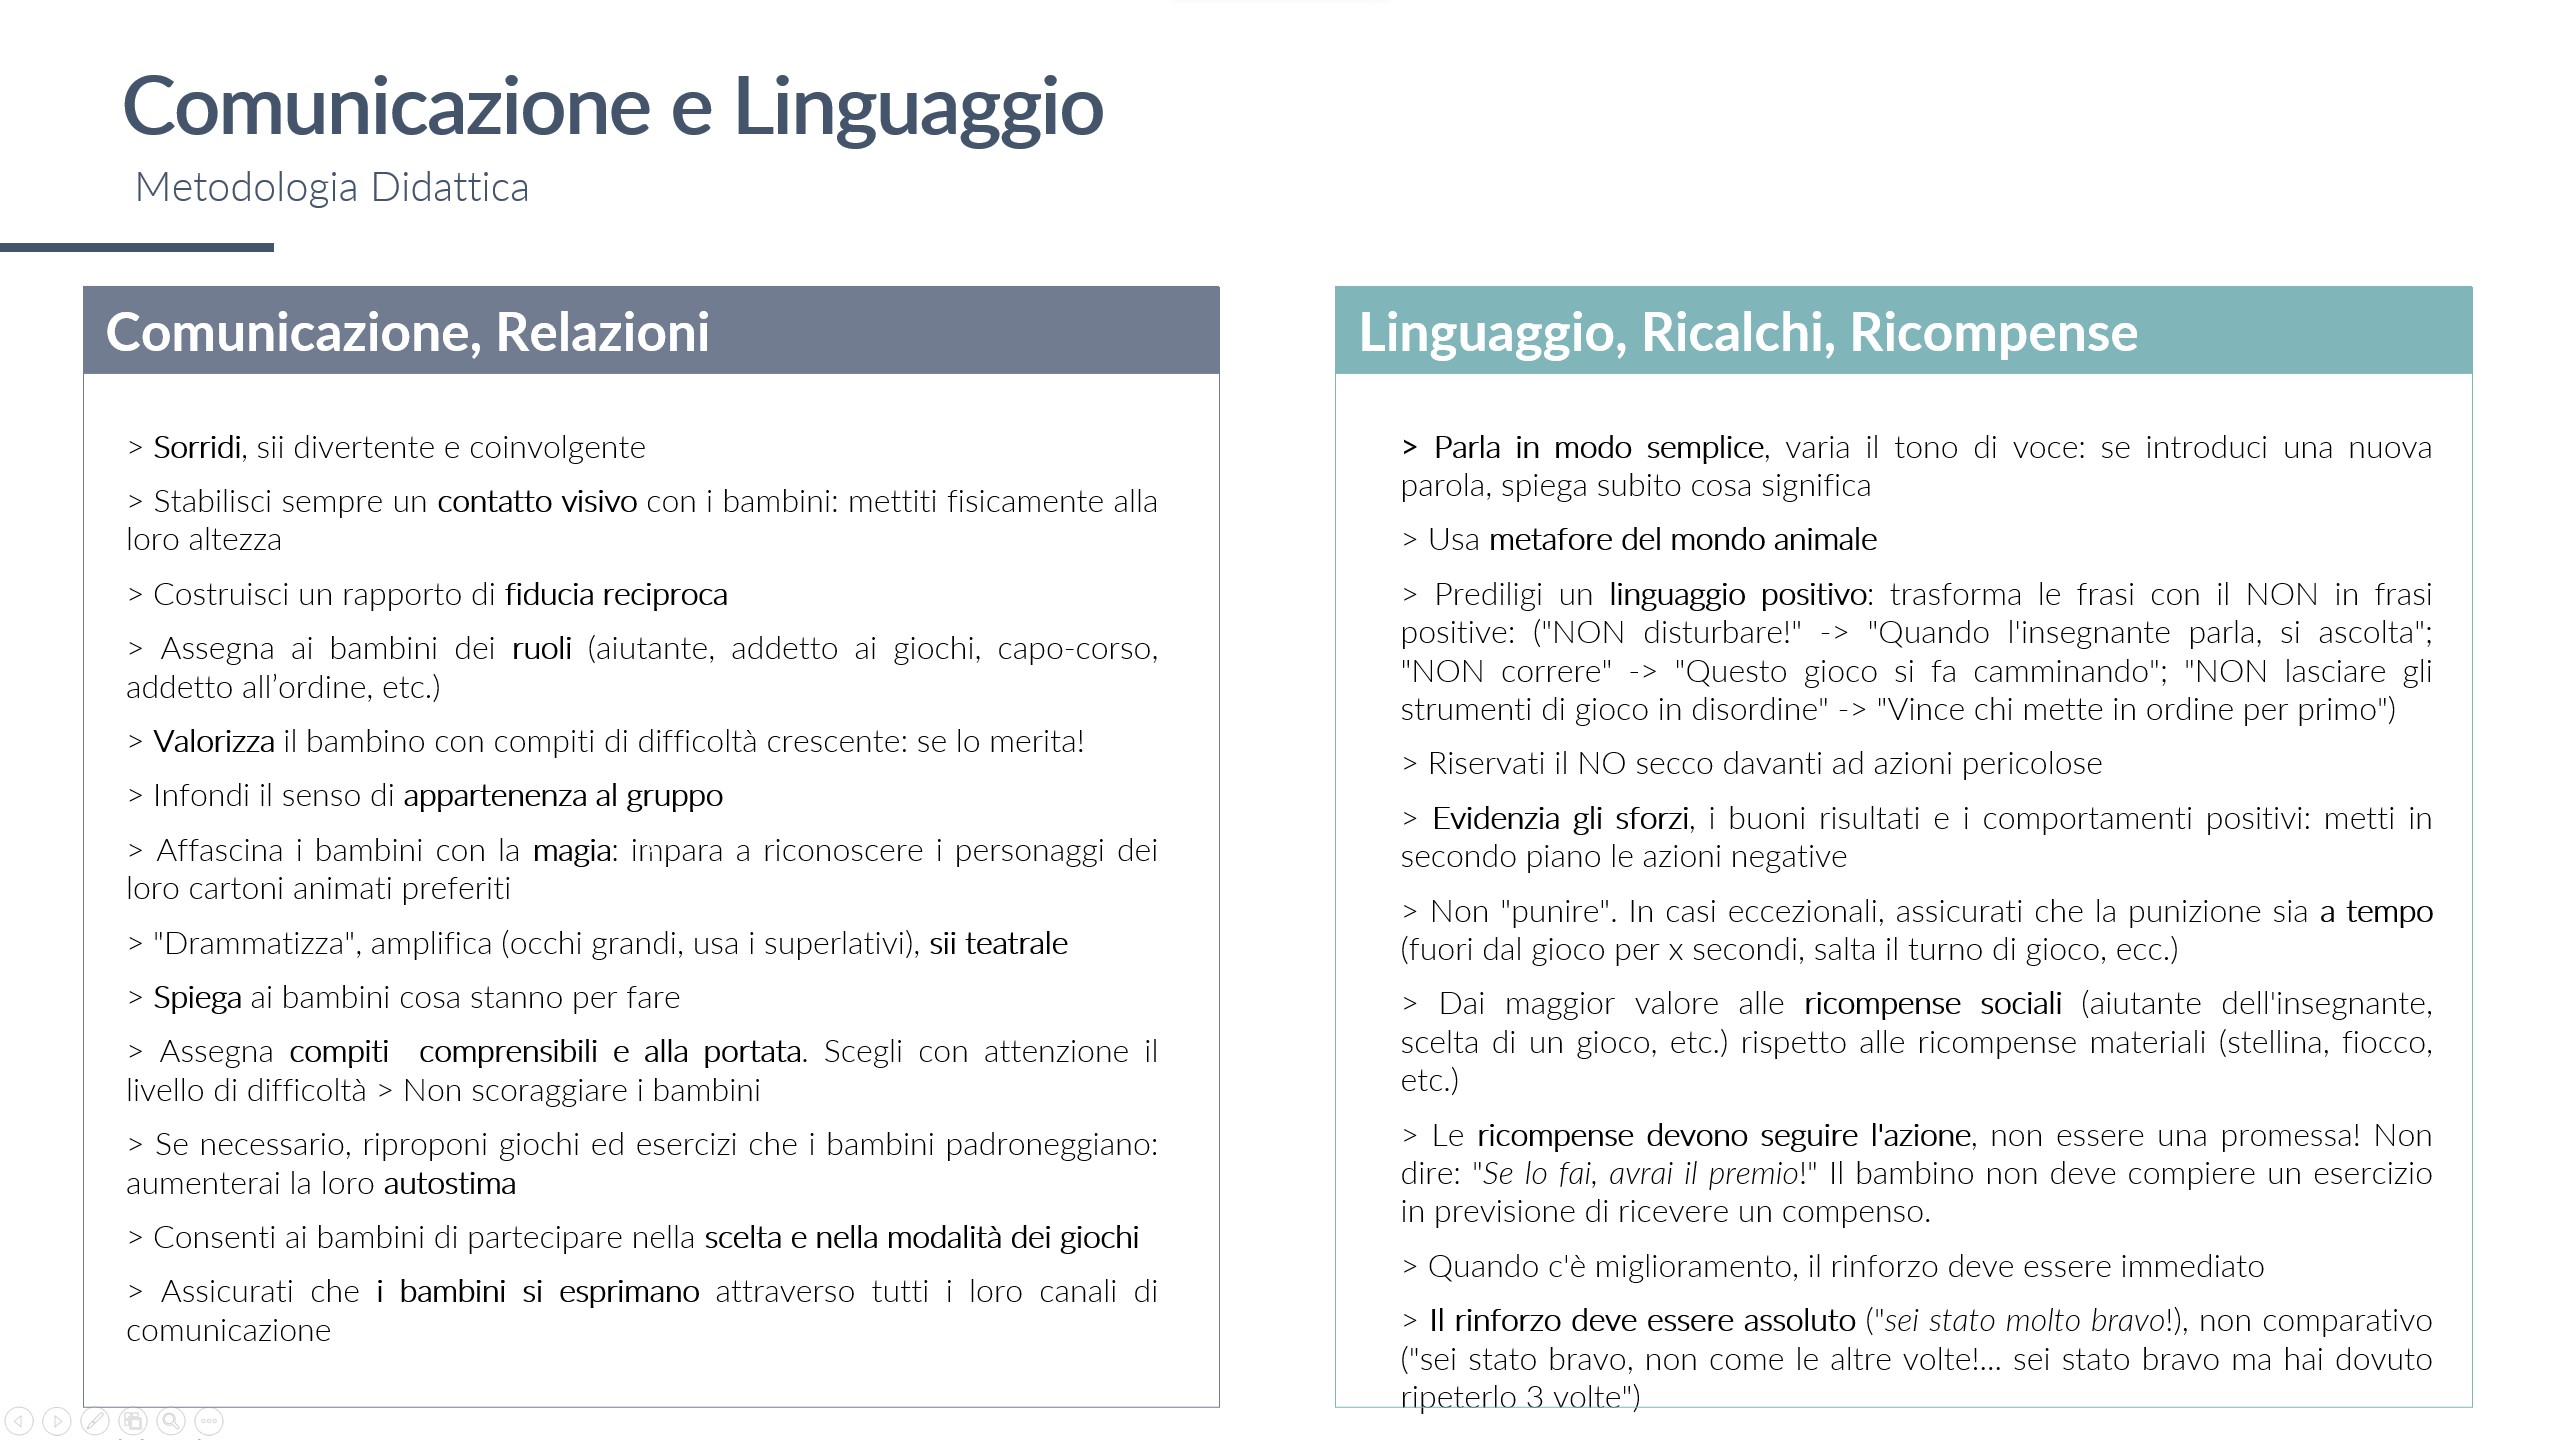 Comunicazione e Linguaggio
Metodologia Didattica
Comunicazione, Relazioni
> Sorridi, sii divertente e coinvolgente
> Stabilisci sempre un contatto visivo con i bambini: mettiti fisicamente alla
loro altezza
> Costruisci un rapporto di fiducia reciproca
> Assegna ai bambini dei ruoli (aiutante, addetto ai giochi, capo-corso,
addetto all’ordine, etc.)
> Valorizza il bambino con compiti di difficoltà crescente: se lo merita!
> Infondi il senso di appartenenza al gruppo
> Affascina i bambini con la magia: impara a riconoscere i personaggi dei
loro cartoni animati preferiti
> "Drammatizza", amplifica (occhi grandi, usa i superlativi), sii teatrale
> Spiega ai bambini cosa stanno per fare
> Assegna compiti  comprensibili e alla portata. Scegli con attenzione il
livello di difficoltà > Non scoraggiare i bambini
> Se necessario, riproponi giochi ed esercizi che i bambini padroneggiano:
aumenterai la loro autostima
> Consenti ai bambini di partecipare nella scelta e nella modalità dei giochi
> Assicurati che i bambini si esprimano attraverso tutti i loro canali di
comunicazione
Linguaggio, Ricalchi, Ricompense
> Parla in modo semplice, varia il tono di voce: se introduci una nuova
parola, spiega subito cosa significa
> Usa metafore del mondo animale
> Prediligi un linguaggio positivo: trasforma le frasi con il NON in frasi
positive: ("NON disturbare!" -> "Quando l'insegnante parla, si ascolta";
"NON correre" -> "Questo gioco si fa camminando"; "NON lasciare gli
strumenti di gioco in disordine" -> "Vince chi mette in ordine per primo")
> Riservati il NO secco davanti ad azioni pericolose
> Evidenzia gli sforzi, i buoni risultati e i comportamenti positivi: metti in
secondo piano le azioni negative
> Non "punire". In casi eccezionali, assicurati che la punizione sia a tempo
(fuori dal gioco per x secondi, salta il turno di gioco, ecc.)
> Dai maggior valore alle ricompense sociali (aiutante dell'insegnante,
scelta di un gioco, etc.) rispetto alle ricompense materiali (stellina, fiocco,
etc.)
> Le ricompense devono seguire l'azione, non essere una promessa! Non
dire: "Se lo fai, avrai il premio!" Il bambino non deve compiere un esercizio
in previsione di ricevere un compenso.
> Quando c'è miglioramento, il rinforzo deve essere immediato
> Il rinforzo deve essere assoluto ("sei stato molto bravo!), non comparativo
("sei stato bravo, non come le altre volte!... sei stato bravo ma hai dovuto
ripeterlo 3 volte")